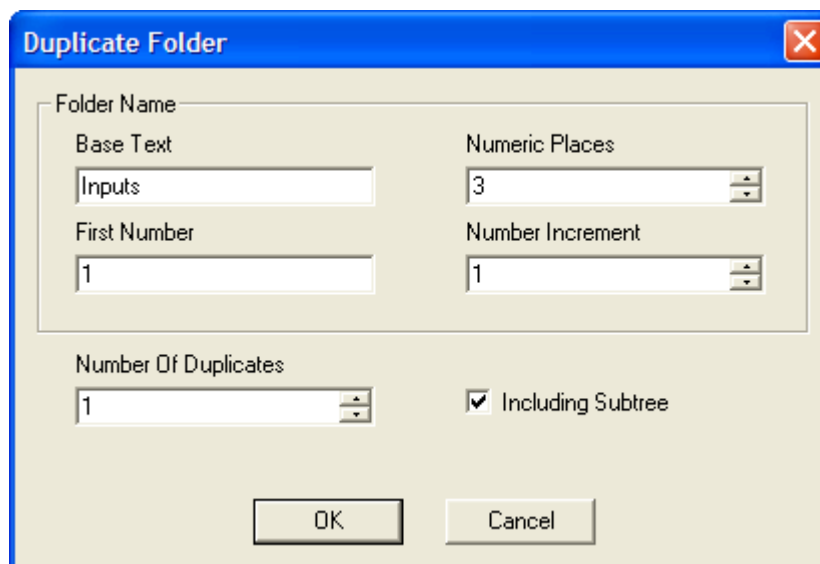 Duplicate Folder
Folder Name
Base Text
Numeric Places
Inputs
3
First Number
Number Increment
1
1
Number Of Duplicates
1
Including Subtree
OK
Cancel